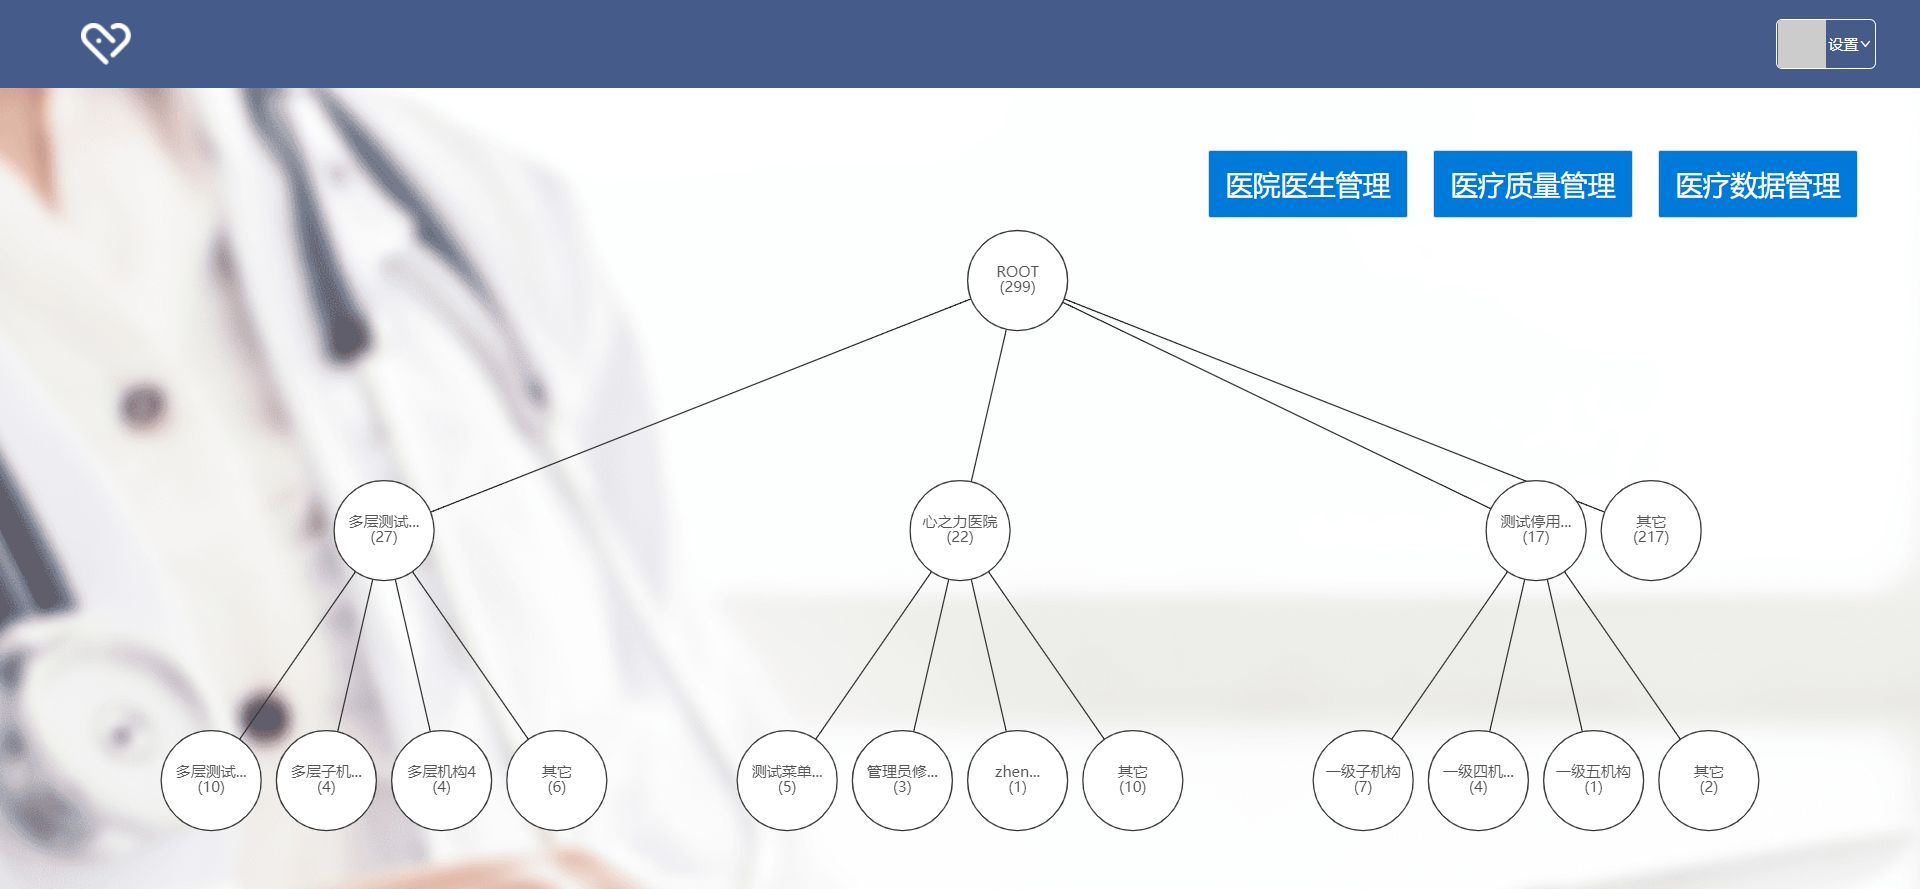 设置
医院医生管理
医疗质量管理
医疗数据管理
ROOT
(299)
多层测试...
(27)
心之力医院
(22)
测试停用...
(17)
其它
(217)
多层测试...
(10)
多层子机...
(4)
多层机构4
(4)
其它
(6)
测试菜单...
(5)
管理员修...
(3)
zhen...
(1)
其它
(10)
一级子机构
(7)
一级四机...
(4)
一级五机构
(1)
其它
(2)